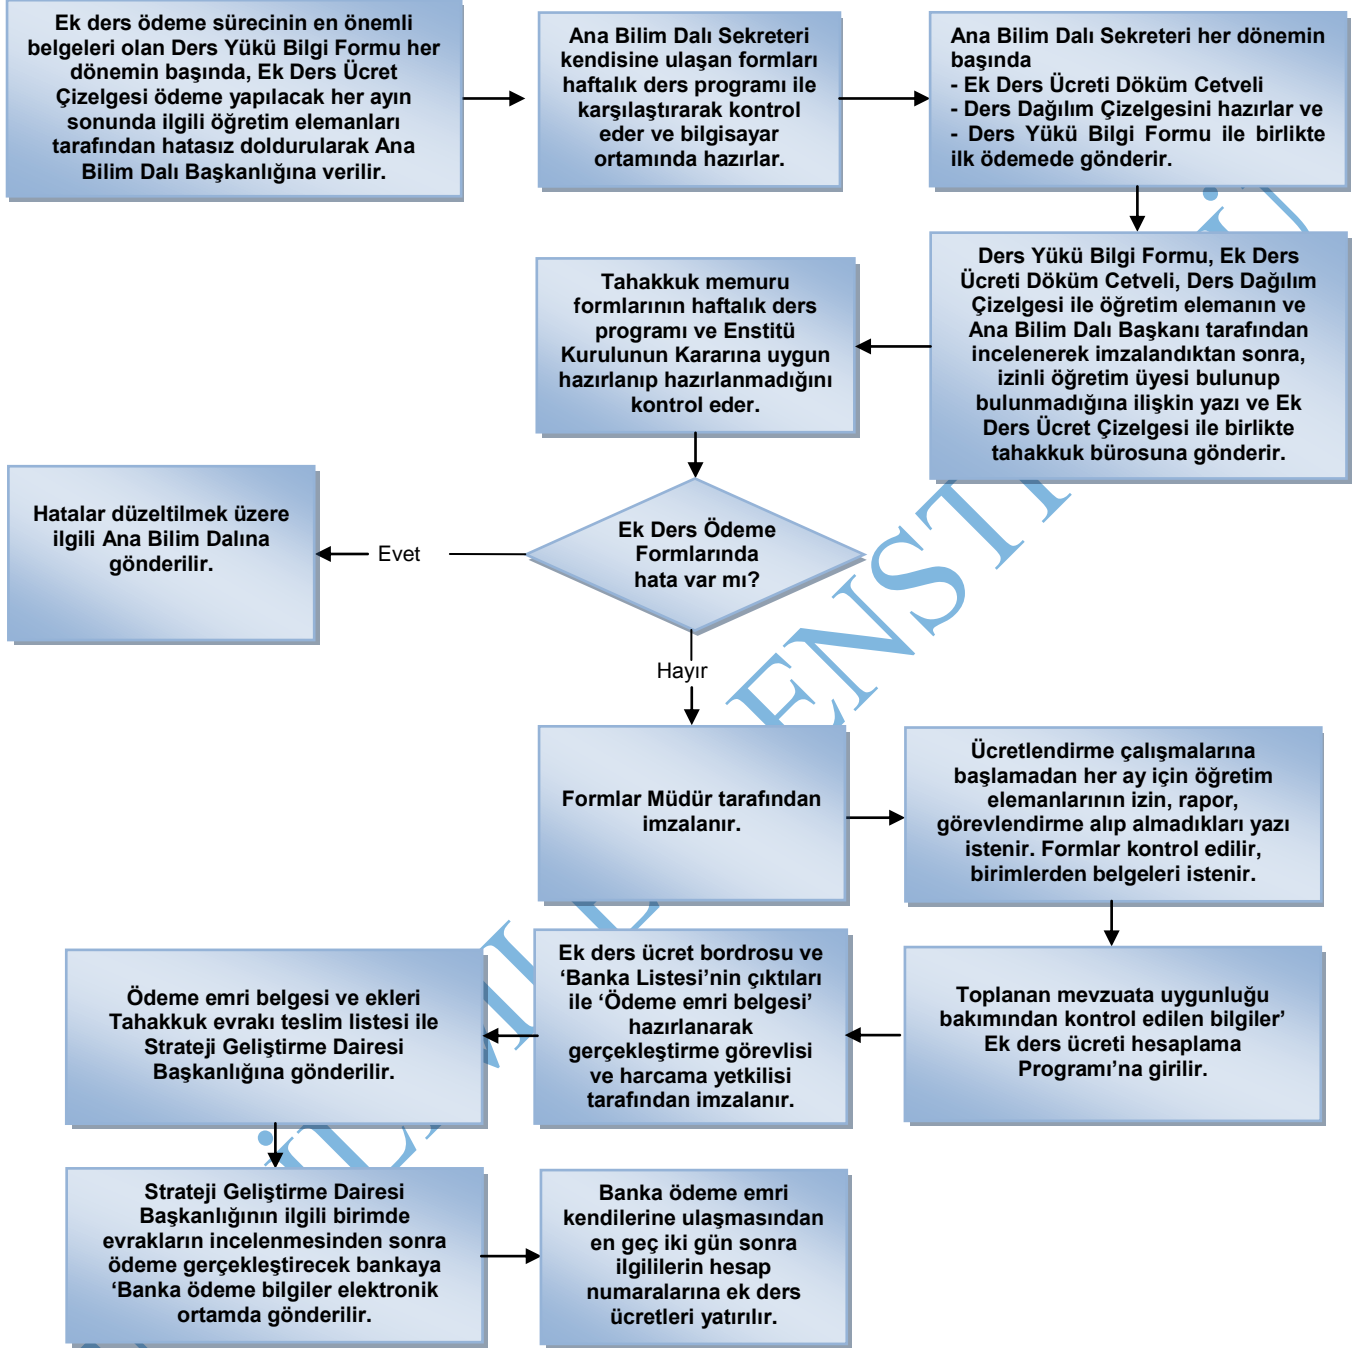 Ek ders ödeme sürecinin en önemli
belgeleri olan Ders Yükü Bilgi Formu her
dönemin başında, Ek Ders Ücret
Çizelgesi ödeme yapılacak her ayın
sonunda ilgili öğretim elemanları
tarafından hatasız doldurularak Ana
Bilim Dalı Başkanlığına verilir.
Ana Bilim Dalı Sekreteri
kendisine ulaşan formları
haftalık ders programı ile
karşılaştırarak kontrol
eder ve bilgisayar
ortamında hazırlar.
Ana Bilim Dalı Sekreteri her dönemin
başında
- Ek Ders Ücreti Döküm Cetveli
- Ders Dağılım Çizelgesini hazırlar ve
- Ders Yükü Bilgi Formu ile birlikte
ilk ödemede gönderir.
Ders Yükü Bilgi Formu, Ek Ders
Ücreti Döküm Cetveli, Ders Dağılım
Çizelgesi ile öğretim elemanın ve
Ana Bilim Dalı Başkanı tarafından
incelenerek imzalandıktan sonra,
izinli öğretim üyesi bulunup
bulunmadığına ilişkin yazı ve Ek
Ders Ücret Çizelgesi ile birlikte
tahakkuk bürosuna gönderir.
Tahakkuk memuru
formlarının haftalık ders
programı ve Enstitü
Kurulunun Kararına uygun
hazırlanıp hazırlanmadığını
kontrol eder.
Ek Ders Ödeme
Formlarında
hata var mı?
Evet
Hatalar düzeltilmek üzere
ilgili Ana Bilim Dalına
gönderilir.
Hayır
Formlar Müdür tarafından
imzalanır.
Ücretlendirme çalışmalarına
başlamadan her ay için öğretim
elemanlarının izin, rapor,
görevlendirme alıp almadıkları yazı
istenir. Formlar kontrol edilir,
birimlerden belgeleri istenir.
Toplanan mevzuata uygunluğu
bakımından kontrol edilen bilgiler’
Ek ders ücreti hesaplama
Programı’na girilir.
Ek ders ücret bordrosu ve
‘Banka Listesi’nin çıktıları
ile ‘Ödeme emri belgesi’
hazırlanarak
gerçekleştirme görevlisi
ve harcama yetkilisi
tarafından imzalanır.
Ödeme emri belgesi ve ekleri
Tahakkuk evrakı teslim listesi ile
Strateji Geliştirme Dairesi
Başkanlığına gönderilir.
Strateji Geliştirme Dairesi
Başkanlığının ilgili birimde
evrakların incelenmesinden sonra
ödeme gerçekleştirecek bankaya
‘Banka ödeme bilgiler elektronik
ortamda gönderilir.
Banka ödeme emri
kendilerine ulaşmasından
en geç iki gün sonra
ilgililerin hesap
numaralarına ek ders
ücretleri yatırılır.